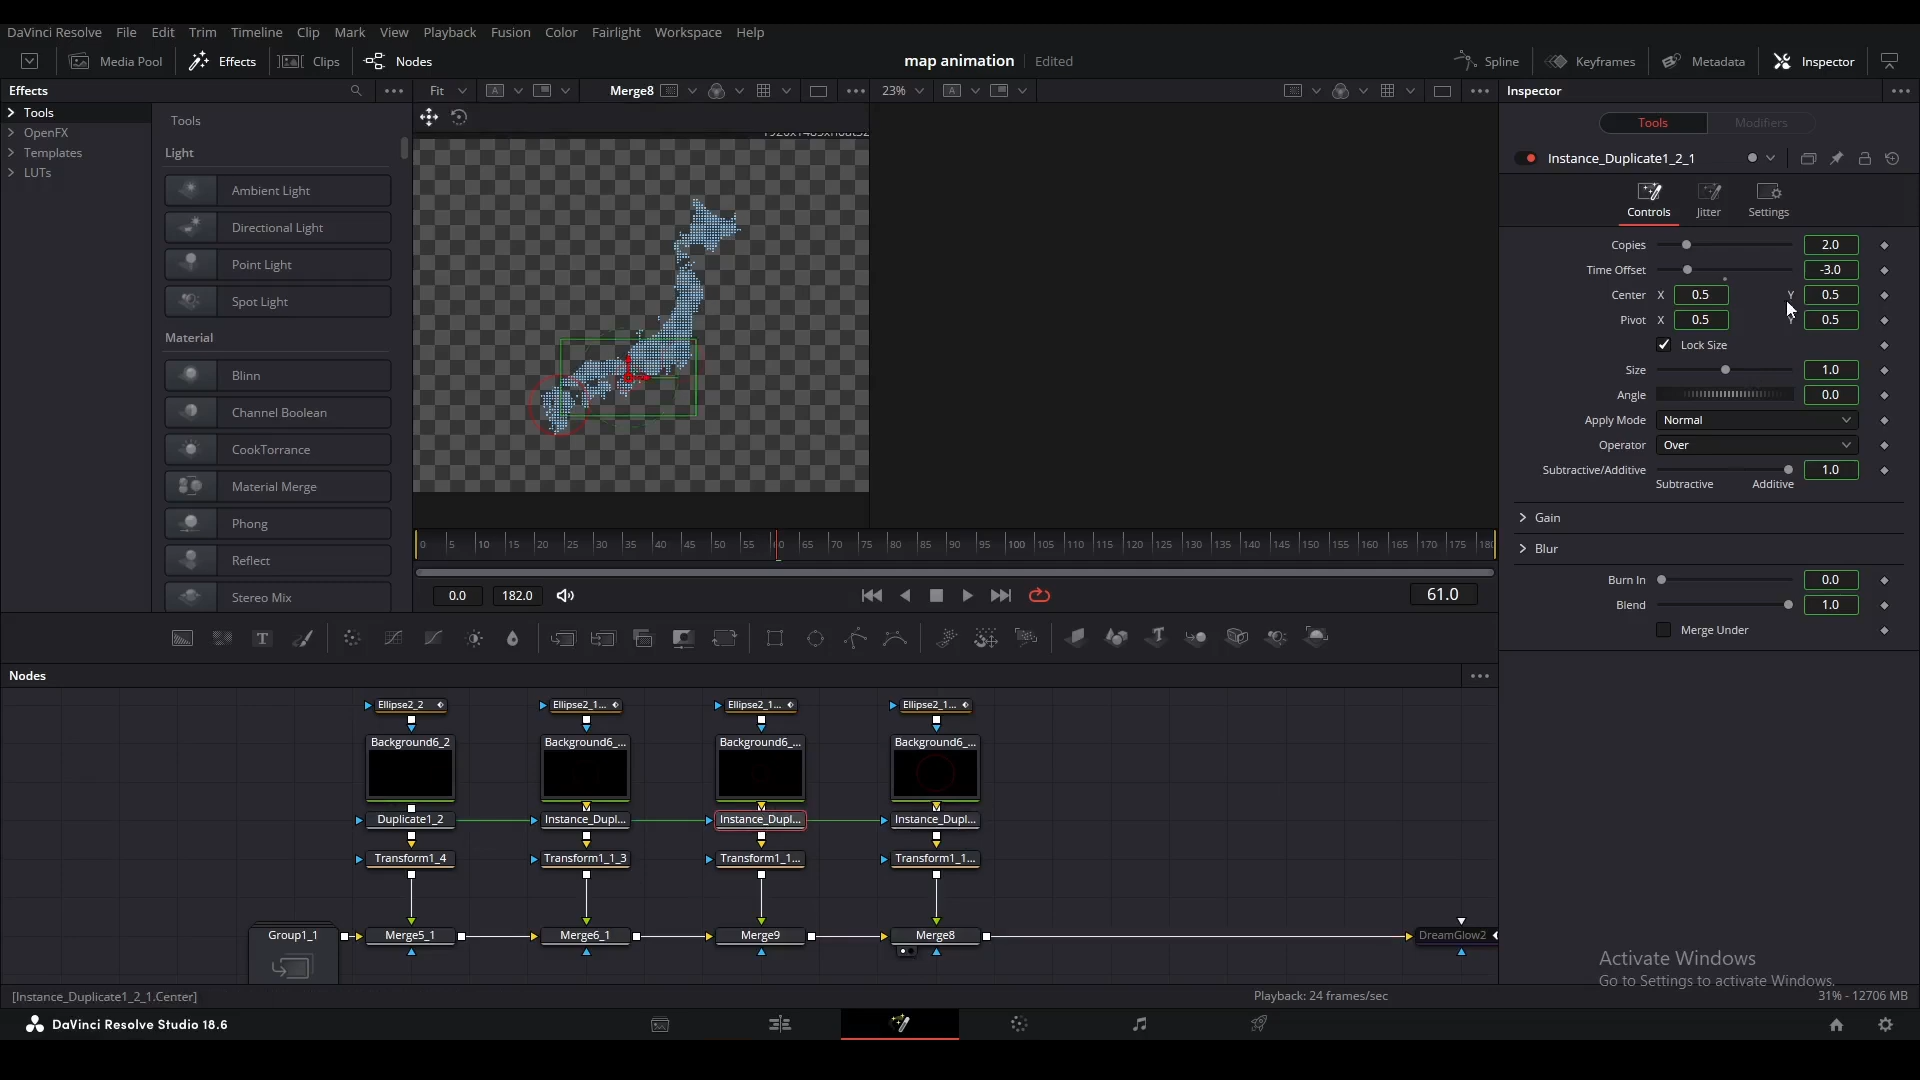 DaVinci Resolve File Edit Trim Timeline Clip Mark View Playback Fusion Color Fairlight Workspace Help
Media Pool Effects Clips Nodes map animation Edited Spline Keyframes Metadata Inspector
Effects Fit Merge8 23% Inspector
Tools
OpenFX
Templates
LUTs
Tools
Light
Ambient Light
Directional Light
Point Light
Spot Light
Material
Blinn
Channel Boolean
CookTorrance
Material Merge
Phong
Reflect
Stereo Mix
Tools Modifiers
Instance_Duplicate1_2_1
Controls Jitter Settings
Copies 2.0
Time Offset -3.0
Center X 0.5 Y 0.5
Pivot X 0.5 Y 0.5
Lock Size
Size 1.0
Angle 0.0
Apply Mode Normal
Operator Over
Subtractive/Additive 1.0
Subtractive Additive
Gain
Blur
Burn In 0.0
Blend 1.0
Merge Under
0 5 10 15 20 25 30 35 40 45 50 55 65 70 75 80 85 90 95 100 105 110 115 120 125 130 135 140 145 150 155 160 165 170 175
0.0 182.0 61.0
Nodes
Ellipse2_2 Ellipse2_1... Ellipse2_1... Ellipse2_1...
Background6_2 Background6_... Background6_... Background6_...
Duplicate1_2 Instance_Dupl... Instance_Dupl... Instance_Dupl...
Transform1_4 Transform1_1_3 Transform1_1... Transform1_1...
Group1_1 Merge5_1 Merge6_1 Merge9 Merge8 DreamGlow2
Activate Windows
Go to Settings to activate Windows.
[Instance_Duplicate1_2_1.Center] Playback: 24 frames/sec 31% - 12706 MB
DaVinci Resolve Studio 18.6